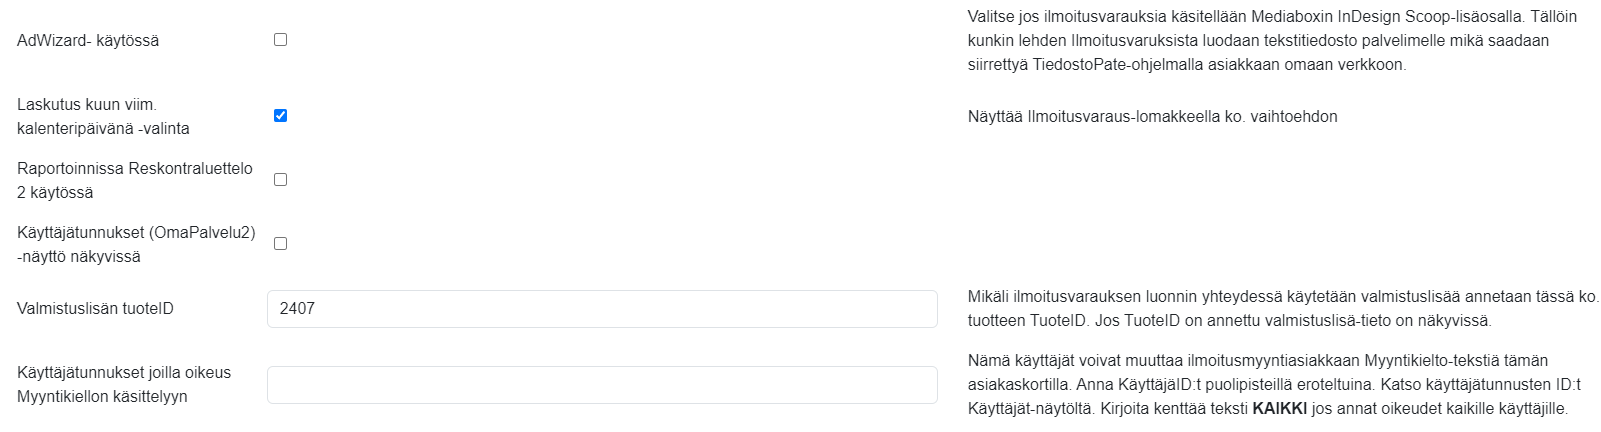 AdWizard- käytössä
Valitse jos ilmoitusvarauksia käsitellään Mediaboxin InDesign Scoop-lisäosalla. Tällöin
kunkin lehden Ilmoitusvaruksista luodaan tekstitiedosto palvelimelle mikä saadaan
siirrettyä TiedostoPate-ohjelmalla asiakkaan omaan verkkoon.
Laskutus kuun viim.
kalenteripäivänä -valinta
Näyttää Ilmoitusvaraus-lomakkeella ko. vaihtoehdon
Raportoinnissa Reskontraluettelo
2 käytössä
Käyttäjätunnukset (OmaPalvelu2)
-näyttö näkyvissä
Valmistuslisän tuoteID
2407
Mikäli ilmoitusvarauksen luonnin yhteydessä käytetään valmistuslisää annetaan tässä ko.
tuotteen TuoteID. Jos TuoteID on annettu valmistuslisä-tieto on näkyvissä.
Käyttäjätunnukset joilla oikeus
Myyntikiellon käsittelyyn
Nämä käyttäjät voivat muuttaa ilmoitusmyyntiasiakkaan Myyntikielto-tekstiä tämän
asiakaskortilla. Anna KäyttäjäID:t puolipisteillä eroteltuina. Katso käyttäjätunnusten ID:t
Käyttäjät-näytöltä. Kirjoita kenttää teksti KAIKKI jos annat oikeudet kaikille käyttäjille.